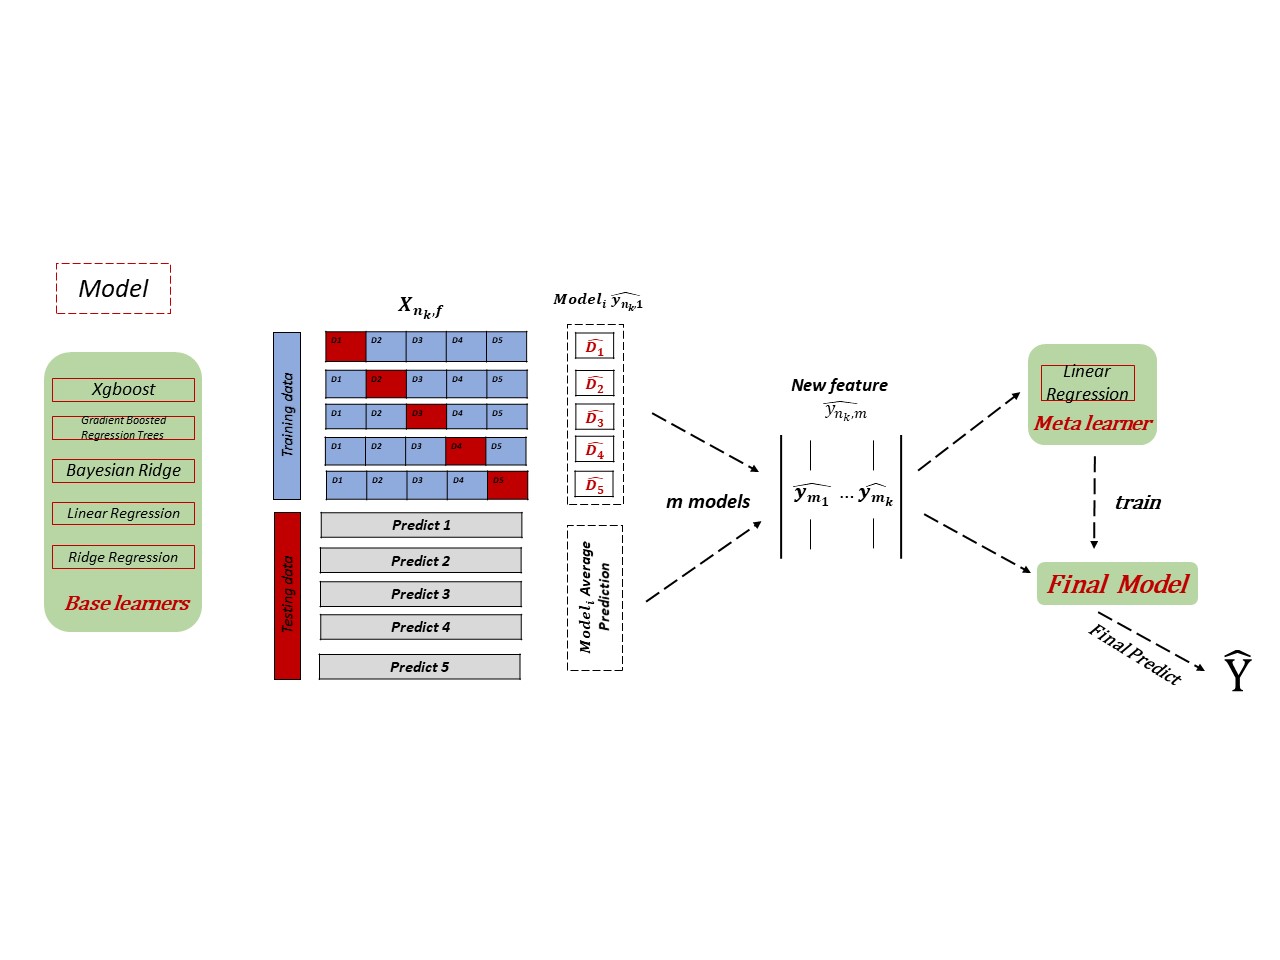 Model
Xgboost
Gradient Boosted
Regression Trees
Bayesian Ridge
Linear Regression
Ridge Regression
Base learners
Training data
Testing data
X_{n_k,f}
D1 D2 D3 D4 D5
D1 D2 D3 D4 D5
D1 D2 D3 D4 D5
D1 D2 D3 D4 D5
D1 D2 D3 D4 D5
Predict 1
Predict 2
Predict 3
Predict 4
Predict 5
Model_i \widehat{y_{n_k,1}}
\widehat{D_1}
\widehat{D_2}
\widehat{D_3}
\widehat{D_4}
\widehat{D_5}
Model_i Average
Prediction
m models
New feature
\widehat{y_{n_k,m}}
\widehat{y_{m_1}} … \widehat{y_{m_k}}
Linear
Regression
Meta learner
train
Final Model
Final Predict
\widehat{Y}